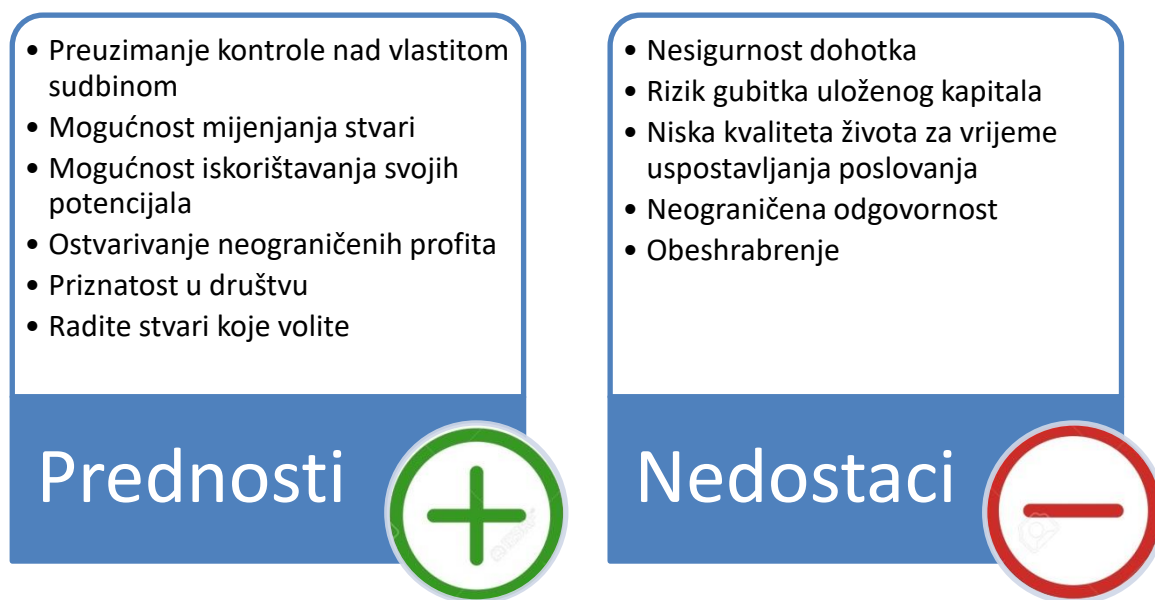 • Preuzimanje kontrole nad vlastitom
sudbinom
• Mogućnost mijenjanja stvari
• Mogućnost iskorištavanja svojih
potencijala
• Ostvarivanje neograničenih profita
• Priznatost u društvu
• Radite stvari koje volite
Prednosti
• Nesigurnost dohotka
• Rizik gubitka uloženog kapitala
• Niska kvaliteta života za vrijeme
uspostavljanja poslovanja
• Neograničena odgovornost
• Obeshrabrenje
Nedostaci